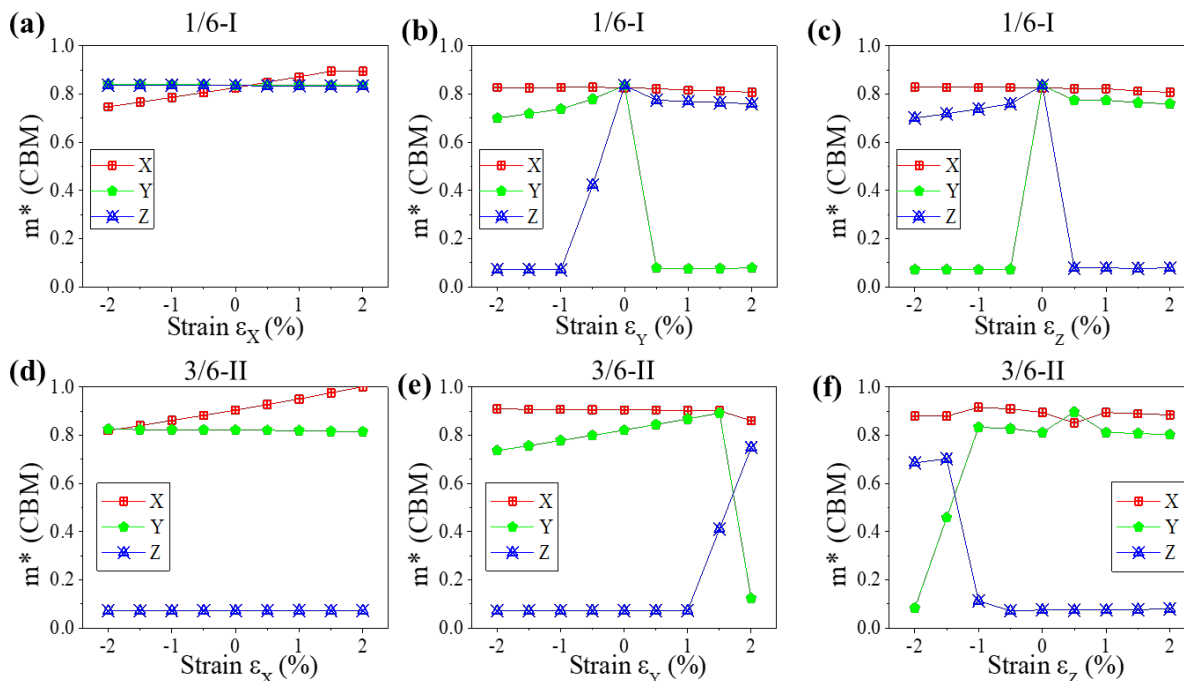 (a) 1/6-I
1.0
0.8
0.6
0.4
0.2
0.0
m* (CBM)
X
Y
Z
-2 -1 0 1 2
Strain εX (%)
(b) 1/6-I
1.0
0.8
0.6
0.4
0.2
0.0
m* (CBM)
X
Y
Z
-2 -1 0 1 2
Strain εY (%)
(c) 1/6-I
1.0
0.8
0.6
0.4
0.2
0.0
m* (CBM)
X
Y
Z
-2 -1 0 1 2
Strain εZ (%)
(d) 3/6-II
1.0
0.8
0.6
0.4
0.2
0.0
m* (CBM)
X
Y
Z
-2 -1 0 1 2
Strain εX (%)
(e) 3/6-II
1.0
0.8
0.6
0.4
0.2
0.0
m* (CBM)
X
Y
Z
-2 -1 0 1 2
Strain εY (%)
(f) 3/6-II
1.0
0.8
0.6
0.4
0.2
0.0
m* (CBM)
X
Y
Z
-2 -1 0 1 2
Strain εZ (%)